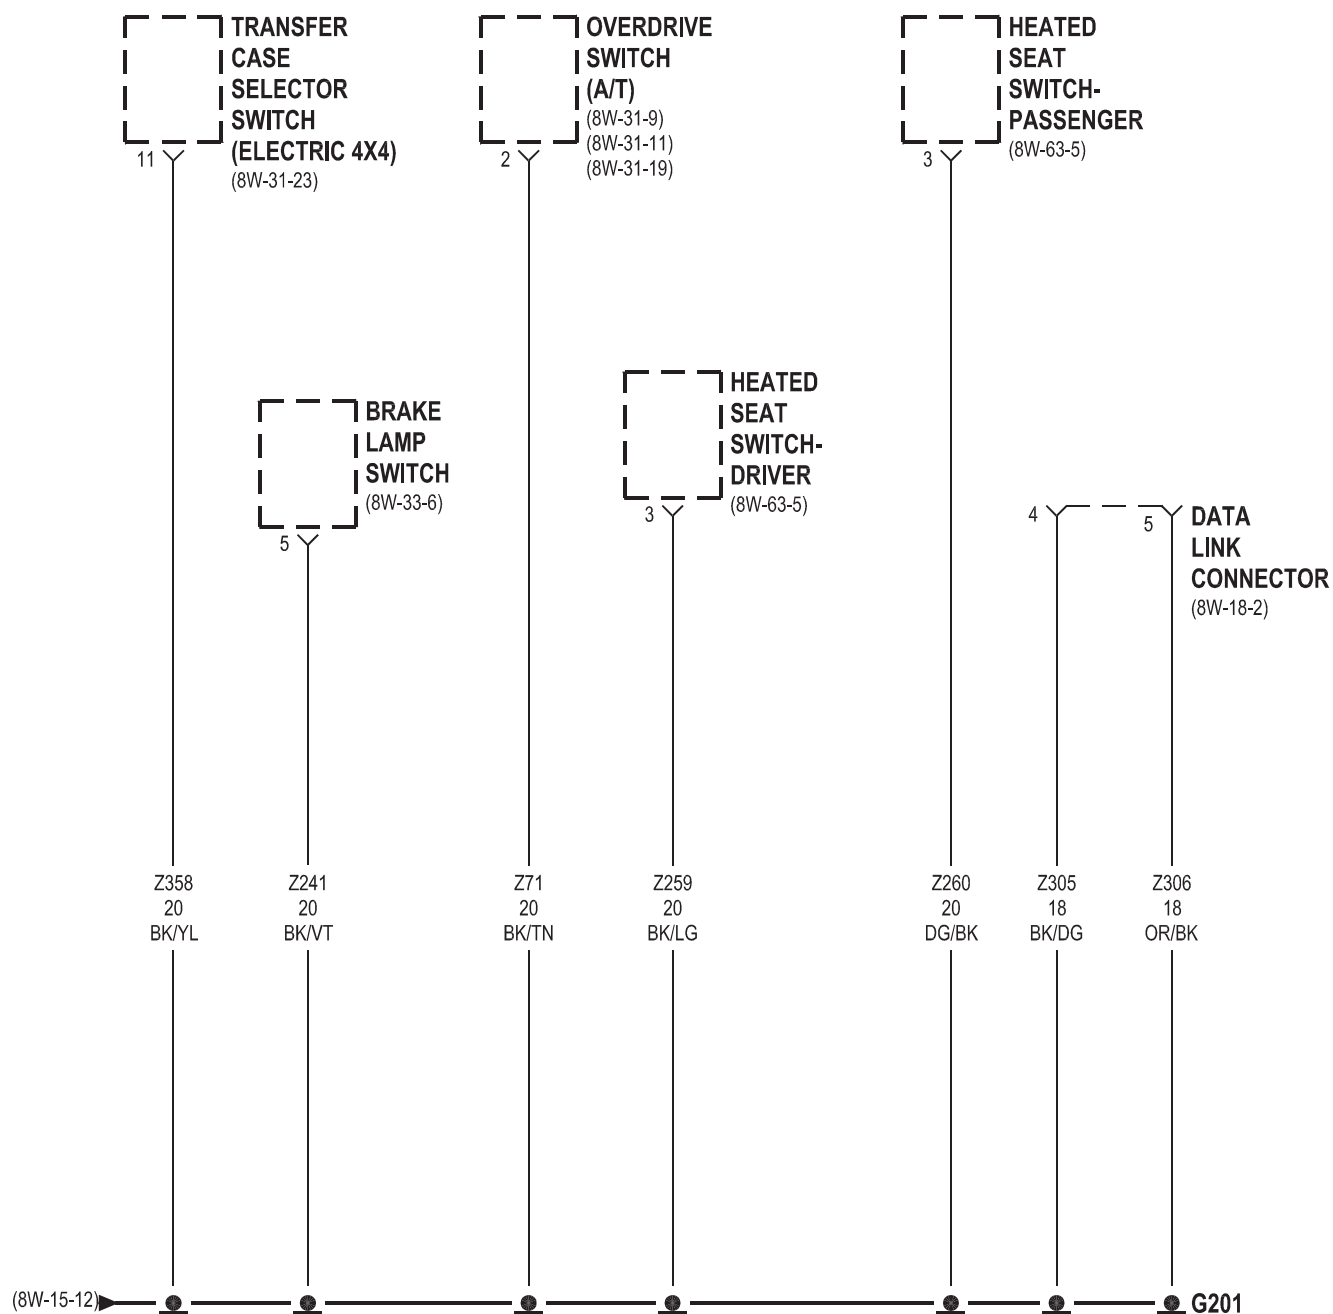 TRANSFER
CASE
SELECTOR
SWITCH
(ELECTRIC 4X4)
(8W-31-23)
11
OVERDRIVE
SWITCH
(A/T)
(8W-31-9)
(8W-31-11)
(8W-31-19)
2
HEATED
SEAT
SWITCH-
PASSENGER
(8W-63-5)
3
BRAKE
LAMP
SWITCH
(8W-33-6)
5
HEATED
SEAT
SWITCH-
DRIVER
(8W-63-5)
3
4
5
DATA
LINK
CONNECTOR
(8W-18-2)
Z358
20
BK/YL
Z241
20
BK/VT
Z71
20
BK/TN
Z259
20
BK/LG
Z260
20
DG/BK
Z305
18
BK/DG
Z306
18
OR/BK
(8W-15-12)
G201